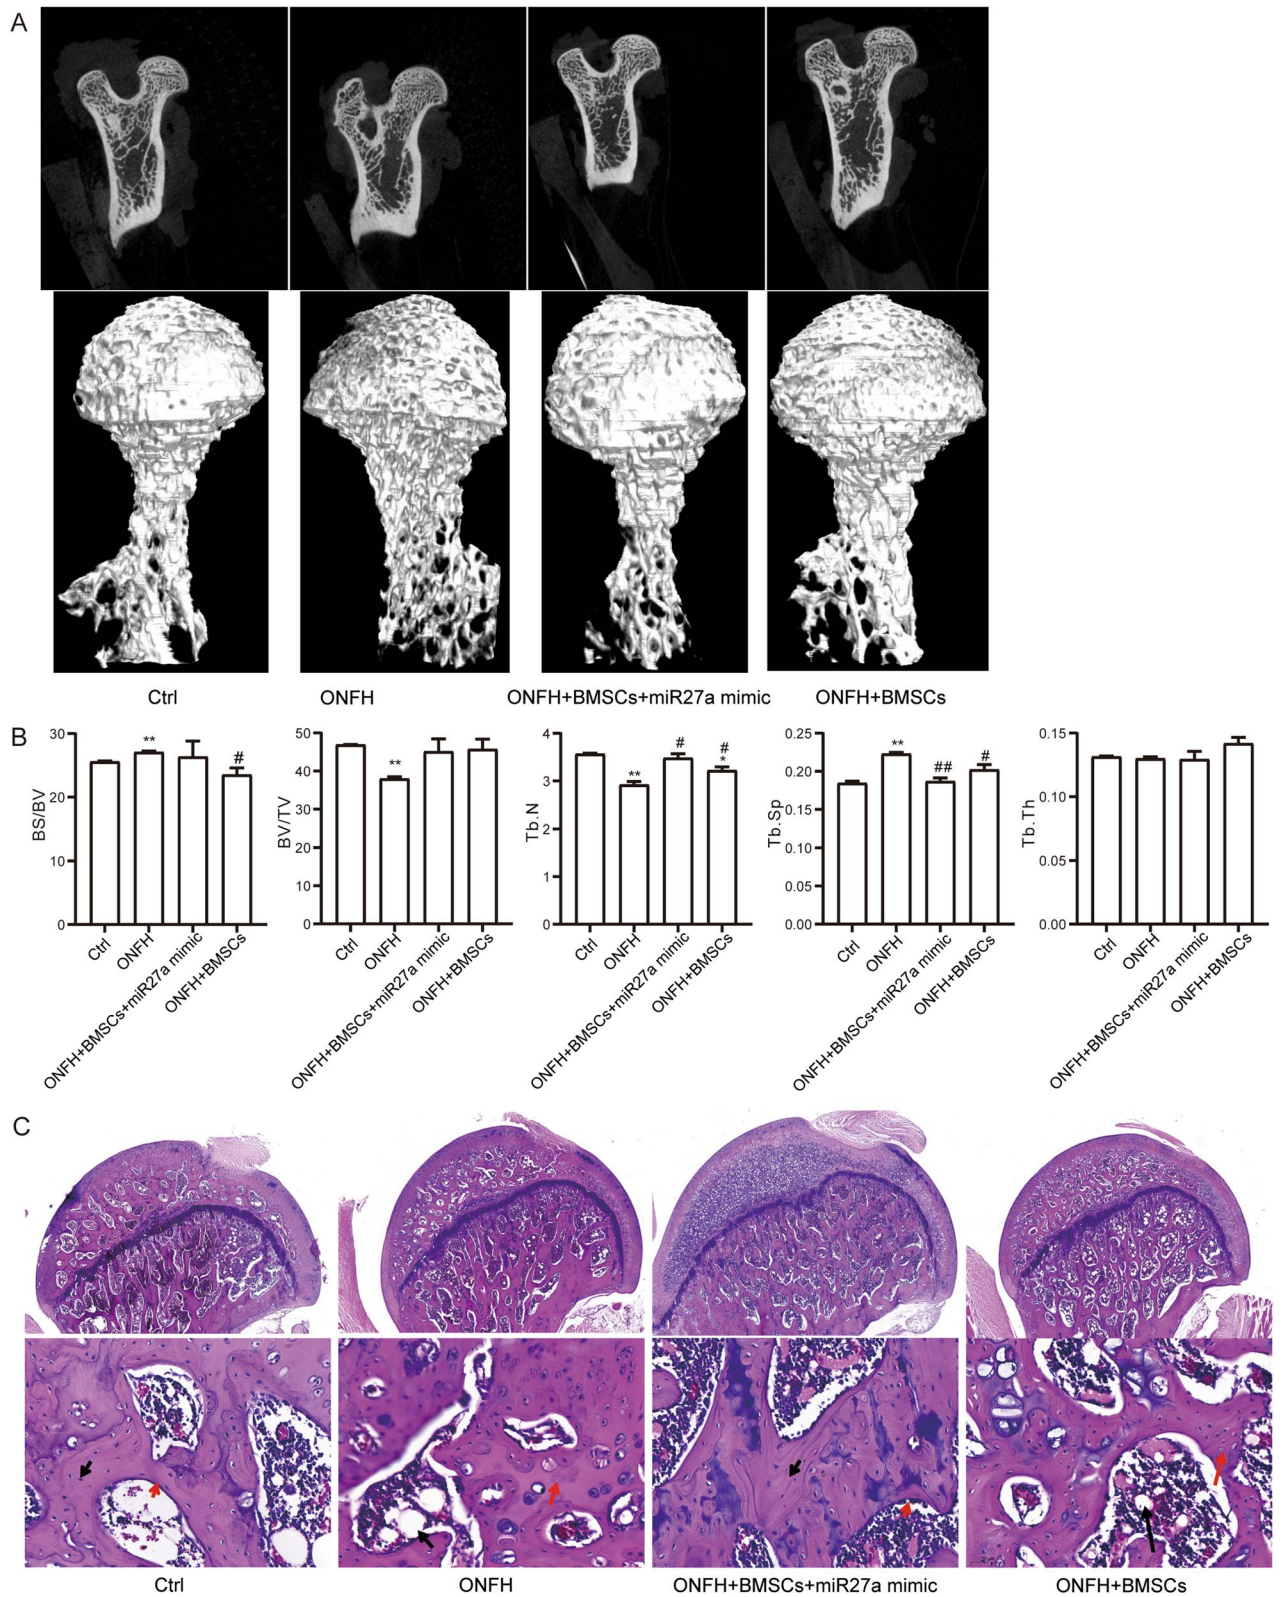 A
Ctrl
ONFH
ONFH+BMSCs+miR27a mimic
ONFH+BMSCs
B
BS/BV
30
20
10
0
**
#
Ctrl
ONFH
ONFH+BMSCs+miR27a mimic
ONFH+BMSCs
BV/TV
50
40
30
20
10
0
**
Ctrl
ONFH
ONFH+BMSCs+miR27a mimic
ONFH+BMSCs
Tb.N
4
3
2
1
0
**
#
#
*
Ctrl
ONFH
ONFH+BMSCs+miR27a mimic
ONFH+BMSCs
Tb.Sp
0.25
0.20
0.15
0.10
0.05
0.00
**
##
#
Ctrl
ONFH
ONFH+BMSCs+miR27a mimic
ONFH+BMSCs
Tb.Th
0.15
0.10
0.05
0.00
Ctrl
ONFH
ONFH+BMSCs+miR27a mimic
ONFH+BMSCs
C
Ctrl
ONFH
ONFH+BMSCs+miR27a mimic
ONFH+BMSCs